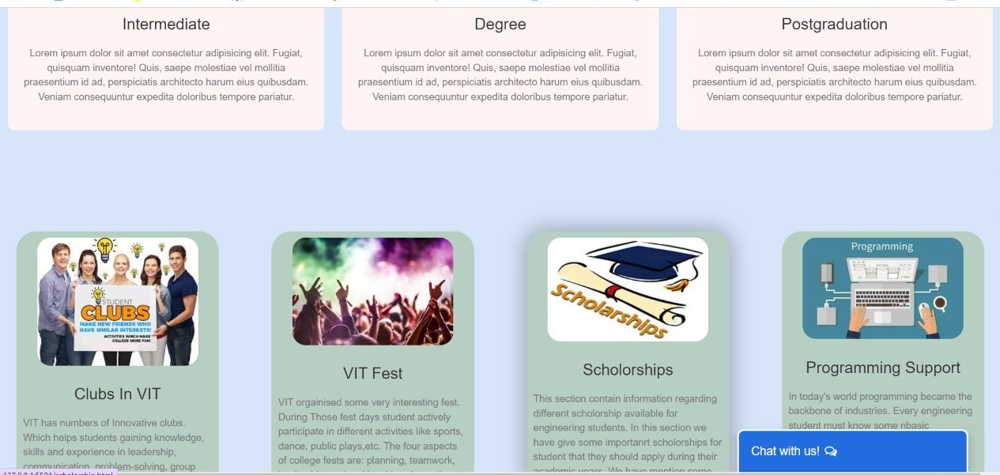 Intermediate
Lorem ipsum dolor sit amet consectetur adipisicing elit. Fugiat,
quisquam inventore! Quis, saepe molestiae vel mollitia
praesentium id ad, perspiciatis architecto harum eius quibusdam.
Veniam consequuntur expedita doloribus tempore pariatur.
Degree
Lorem ipsum dolor sit amet consectetur adipisicing elit. Fugiat,
quisquam inventore! Quis, saepe molestiae vel mollitia
praesentium id ad, perspiciatis architecto harum eius quibusdam.
Veniam consequuntur expedita doloribus tempore pariatur.
Postgraduation
Lorem ipsum dolor sit amet consectetur adipisicing elit. Fugiat,
quisquam inventore! Quis, saepe molestiae vel mollitia
praesentium id ad, perspiciatis architecto harum eius quibusdam.
Veniam consequuntur expedita doloribus tempore pariatur.
STUDENT
CLUBS
MAKE NEW FRIENDS WHO
HAVE SIMILAR INTERESTS!
ACTIVITIES WHICH MAKE
COLLEGE MORE FUN!
Clubs In VIT
VIT has numbers of Innovative clubs.
Which helps students gaining knowledge,
skills and experience in leadership,
communication, problem-solving, group
VIT Fest
VIT orgainised some very interesting fest.
During Those fest days student actively
participate in different activities like sports,
dance, public plays,etc. The four aspects
of college fests are: planning, teamwork,
Scholarships
Scholorships
This section contain information regarding
different scholorship available for
engineering students. In this section we
have give some importanrt scholorships for
student that they should apply during their
academic years. We have mention some
Programming
HTML </>
PHP
Programming Support
In today's world programming became the
backbone of industries. Every engineering
student must know some nbasic
Chat with us!
127.0.0.1:5501/scholorship.html